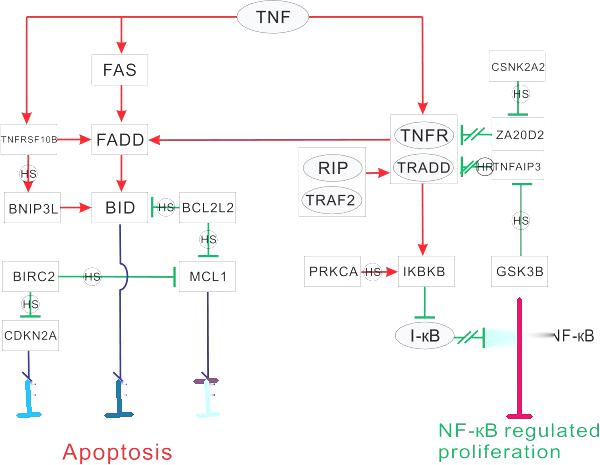 TNF
FAS
CSNK2A2
HS
TNFRSF10B
FADD
TNFR
ZA20D2
RIP
TRADD
HR
TNFAIP3
HS
TRAF2
BNIP3L
BID
HS
BCL2L2
HS
HS
BIRC2
HS
MCL1
PRKCA
HS
IKBKB
GSK3B
HS
CDKN2A
I-κB
NF-κB
Apoptosis
NF-κB regulated
proliferation